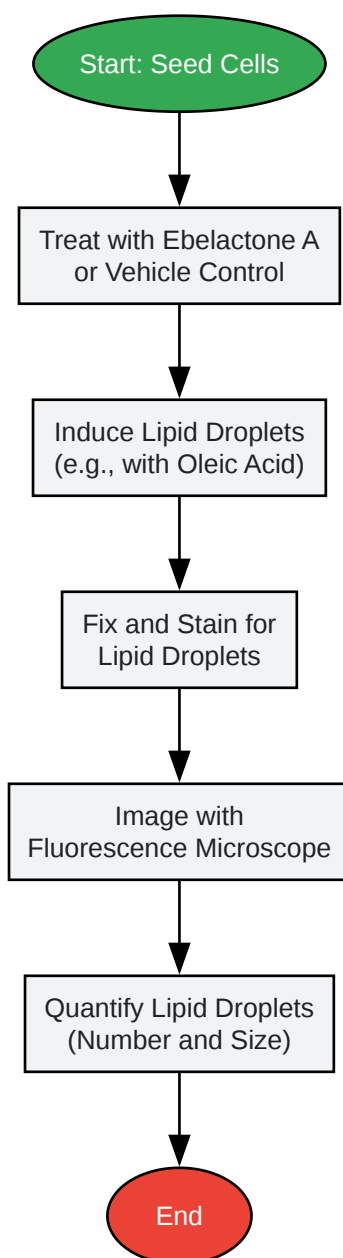 Start: Seed Cells
Treat with Ebelactone A
or Vehicle Control
Induce Lipid Droplets
(e.g., with Oleic Acid)
Fix and Stain for
Lipid Droplets
Image with
Fluorescence Microscope
Quantify Lipid Droplets
(Number and Size)
End